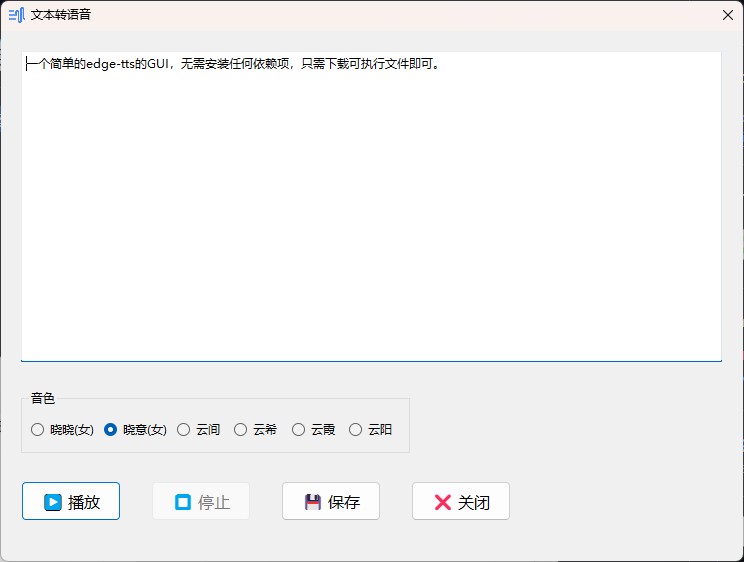 文本转语音
一个简单的edge-tts的GUI，无需安装任何依赖项，只需下载可执行文件即可。
音色
晓晓(女) 晓意(女) 云间 云希 云霞 云阳
播放 停止 保存 关闭